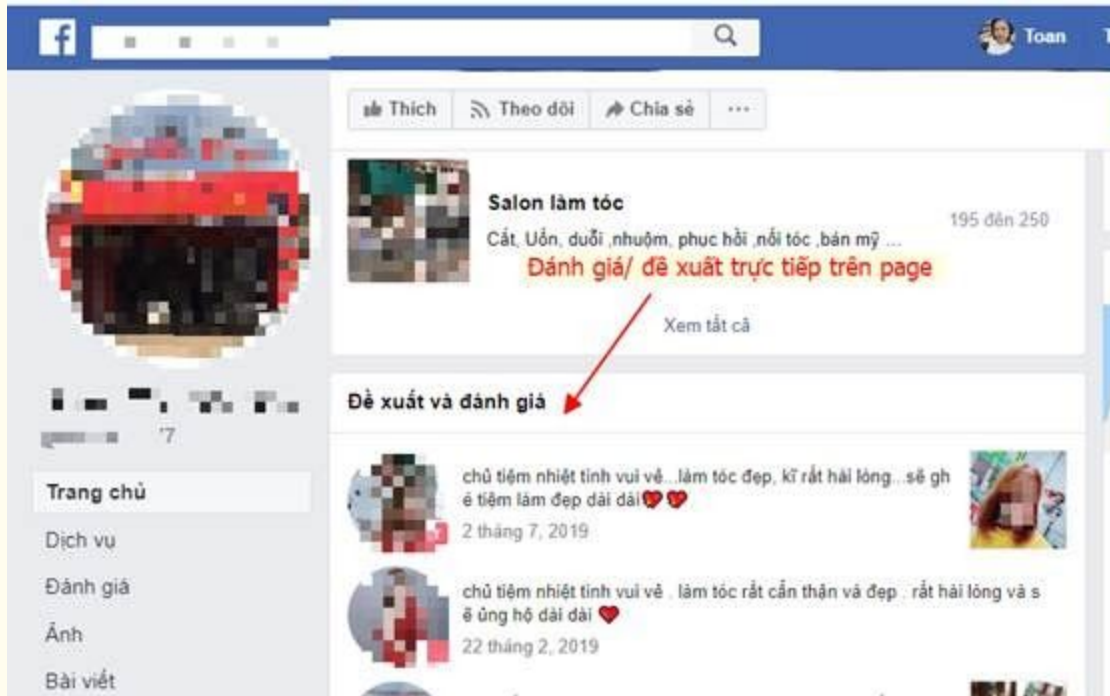 f
Toan
Thích
Theo dõi
Chia sẻ
...
Salon làm tóc
195 đến 250
Cắt, Uốn, duỗi ,nhuộm, phục hồi ,nối tóc ,bán mỹ ...
Đánh giá/ đề xuất trực tiếp trên page
Xem tất cả
Đề xuất và đánh giá
'7
chủ tiệm nhiệt tình vui vẻ...làm tóc đẹp, kĩ rất hài lòng...sẽ gh
é tiệm làm đẹp dài dài❤❤
2 tháng 7, 2019
chủ tiệm nhiệt tình vui vẻ . làm tóc rất cẩn thận và đẹp . rất hài lòng và s
ẽ ủng hộ dài dài ❤
22 tháng 2, 2019
Trang chủ
Dịch vụ
Đánh giá
Ảnh
Bài viết